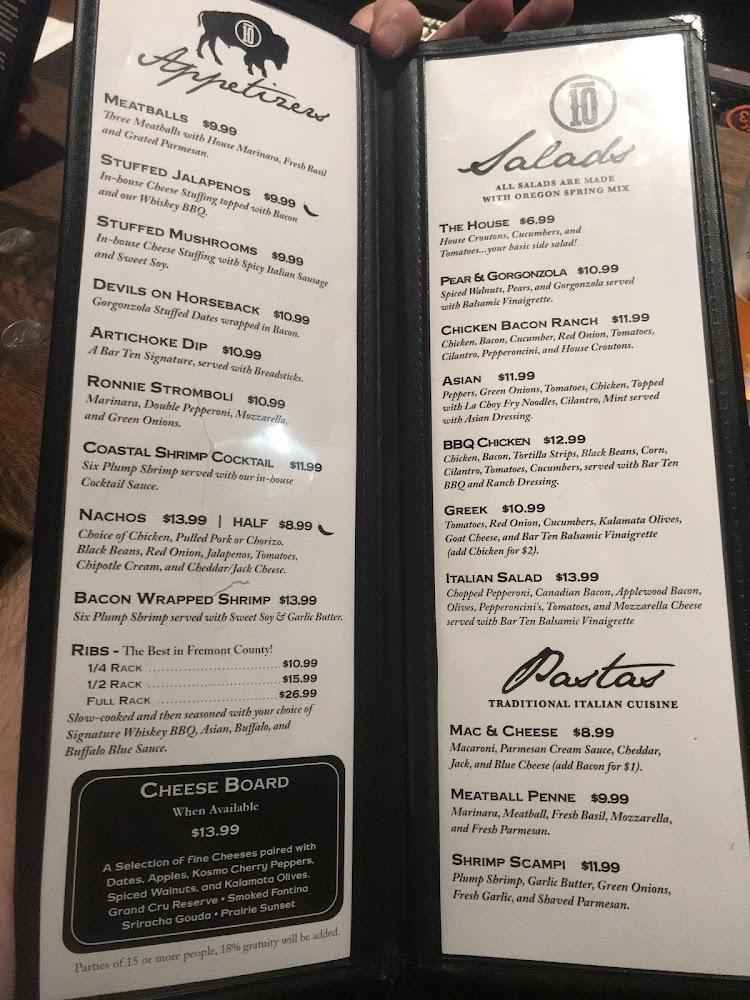 10
Appetizers
MEATBALLS $9.99
Three Meatballs with House Marinara, Fresh Basil
and Grated Parmesan.
STUFFED JALAPENOS $9.99
In-house Cheese Stuffing topped with Bacon
and our Whiskey BBQ.
STUFFED MUSHROOMS $9.99
In-house Cheese Stuffing with Spicy Italian Sausage
and Sweet Soy.
DEVILS ON HORSEBACK $10.99
Gorgonzola Stuffed Dates wrapped in Bacon.
ARTICHOKE DIP $10.99
A Bar Ten Signature, served with Breadsticks.
RONNIE STROMBOLI $10.99
Marinara, Double Pepperoni, Mozzarella,
and Green Onions.
COASTAL SHRIMP COCKTAIL $11.99
Six Plump Shrimp served with our in-house
Cocktail Sauce.
NACHOS $13.99 | HALF $8.99
Choice of Chicken, Pulled Pork or Chorizo.
Black Beans, Red Onion, Jalapenos, Tomatoes,
Chipotle Cream, and Cheddar/Jack Cheese.
BACON WRAPPED SHRIMP $13.99
Six Plump Shrimp served with Sweet Soy & Garlic Butter.
RIBS - The Best in Fremont County!
1/4 RACK ........................ $10.99
1/2 RACK ........................ $15.99
FULL RACK ........................ $26.99
Slow-cooked and then seasoned with your choice of
Signature Whiskey BBQ, Asian, Buffalo, and
Buffalo Blue Sauce.
CHEESE BOARD
When Available
$13.99
A Selection of Fine Cheeses paired with
Dates, Apples, Kosmo Cherry Peppers,
Spiced Walnuts, and Kalamata Olives.
Grand Cru Reserve • Smoked Fontina
Sriracha Gouda • Prairie Sunset
Parties of 15 or more people, 18% gratuity will be added.
10
Salads
ALL SALADS ARE MADE
WITH OREGON SPRING MIX
THE HOUSE $6.99
House Croutons, Cucumbers, and
Tomatoes...your basic side salad!
PEAR & GORGONZOLA $10.99
Spiced Walnuts, Pears, and Gorgonzola served
with Balsamic Vinaigrette.
CHICKEN BACON RANCH $11.99
Chicken, Bacon, Cucumber, Red Onion, Tomatoes,
Cilantro, Pepperoncini, and House Croutons.
ASIAN $11.99
Peppers, Green Onions, Tomatoes, Chicken, Topped
with La Choy Fry Noodles, Cilantro, Mint served
with Asian Dressing.
BBQ CHICKEN $12.99
Chicken, Bacon, Tortilla Strips, Black Beans, Corn,
Cilantro, Tomatoes, Cucumbers, served with Bar Ten
BBQ and Ranch Dressing.
GREEK $10.99
Tomatoes, Red Onion, Cucumbers, Kalamata Olives,
Goat Cheese, and Bar Ten Balsamic Vinaigrette
(add Chicken for $2).
ITALIAN SALAD $13.99
Chopped Pepperoni, Canadian Bacon, Applewood Bacon,
Olives, Pepperoncini's, Tomatoes, and Mozzarella Cheese
served with Bar Ten Balsamic Vinaigrette
Pastas
TRADITIONAL ITALIAN CUISINE
MAC & CHEESE $8.99
Macaroni, Parmesan Cream Sauce, Cheddar,
Jack, and Blue Cheese (add Bacon for $1).
MEATBALL PENNE $9.99
Marinara, Meatball, Fresh Basil, Mozzarella,
and Fresh Parmesan.
SHRIMP SCAMPI $11.99
Plump Shrimp, Garlic Butter, Green Onions,
Fresh Garlic, and Shaved Parmesan.